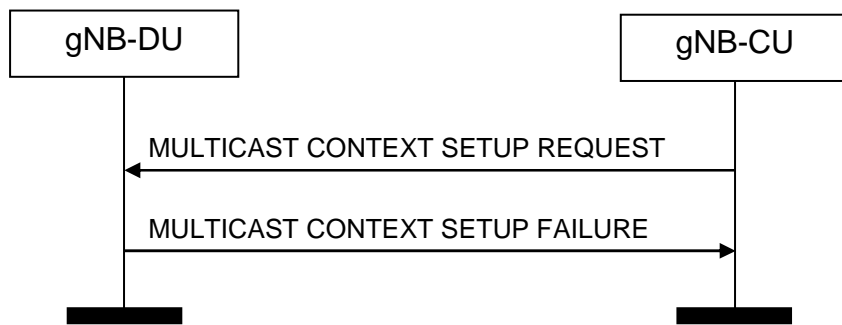 gNB-DU
gNB-CU
MULTICAST CONTEXT SETUP REQUEST
MULTICAST CONTEXT SETUP FAILURE